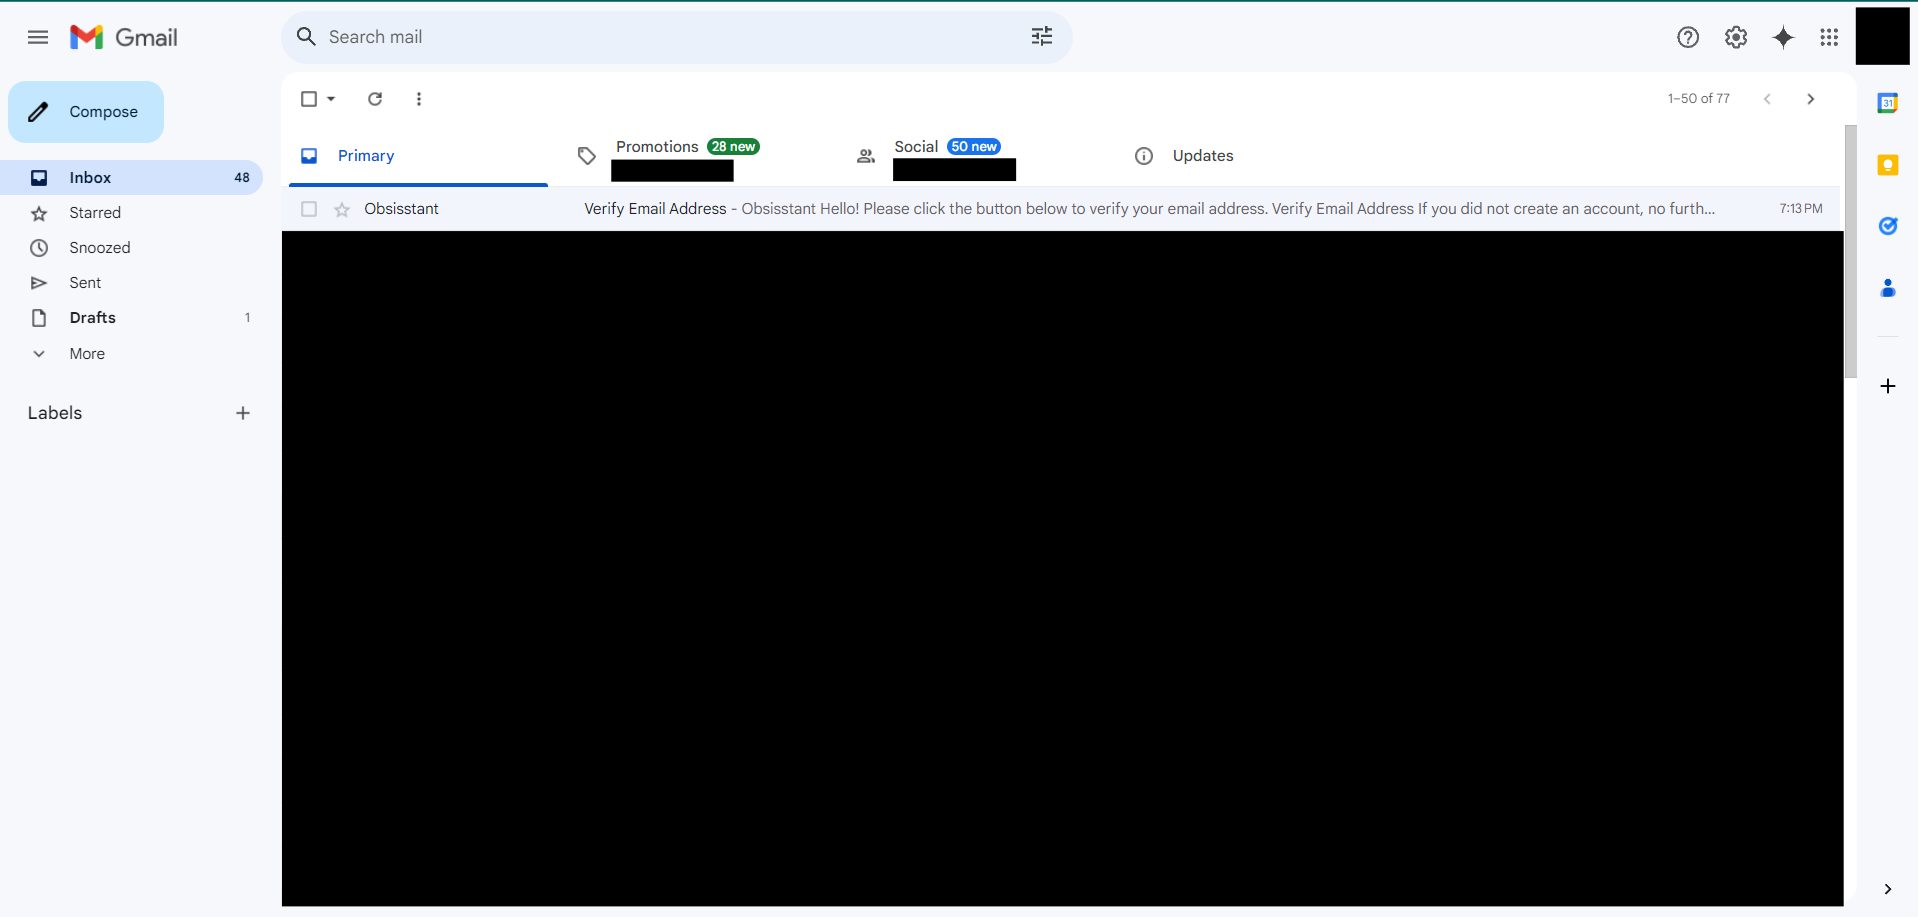 Gmail
Search mail
Compose
1–50 of 77
Primary
Promotions 28 new
Social 50 new
Updates
Inbox 48
Starred
Snoozed
Sent
Drafts 1
More
Labels
Obsisstant Verify Email Address - Obsisstant Hello! Please click the button below to verify your email address. Verify Email Address If you did not create an account, no furth... 7:13 PM
31